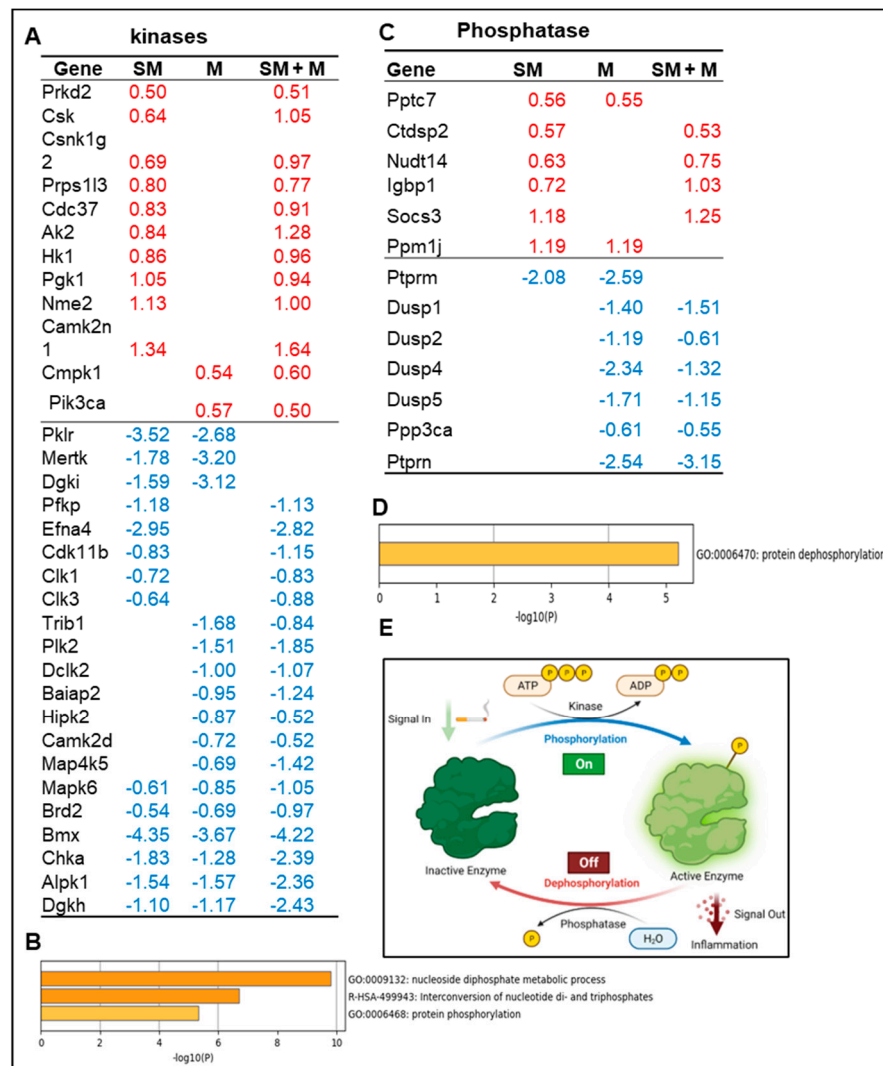 A kinases
Gene SM M SM + M
Prkd2 0.50 0.51
Csk 0.64 1.05
Csnk1g
2 0.69 0.97
Prps1l3 0.80 0.77
Cdc37 0.83 0.91
Ak2 0.84 1.28
Hk1 0.86 0.96
Pgk1 1.05 0.94
Nme2 1.13 1.00
Camk2n
1 1.34 1.64
Cmpk1 0.54 0.60
Pik3ca 0.57 0.50
Pklr -3.52 -2.68
Mertk -1.78 -3.20
Dgki -1.59 -3.12
Pfkp -1.18 -1.13
Efna4 -2.95 -2.82
Cdk11b -0.83 -1.15
Clk1 -0.72 -0.83
Clk3 -0.64 -0.88
Trib1 -1.68 -0.84
Plk2 -1.51 -1.85
Dclk2 -1.00 -1.07
Baiap2 -0.95 -1.24
Hipk2 -0.87 -0.52
Camk2d -0.72 -0.52
Map4k5 -0.69 -1.42
Mapk6 -0.61 -0.85 -1.05
Brd2 -0.54 -0.69 -0.97
Bmx -4.35 -3.67 -4.22
Chka -1.83 -1.28 -2.39
Alpk1 -1.54 -1.57 -2.36
Dgkh -1.10 -1.17 -2.43
B
GO:0009132: nucleoside diphosphate metabolic process
R-HSA-499943: Interconversion of nucleotide di- and triphosphates
GO:0006468: protein phosphorylation
0 2 4 6 8 10
-log10(P)
C Phosphatase
Gene SM M SM + M
Pptc7 0.56 0.55
Ctdsp2 0.57 0.53
Nudt14 0.63 0.75
Igbp1 0.72 1.03
Socs3 1.18 1.25
Ppm1j 1.19 1.19
Ptprm -2.08 -2.59
Dusp1 -1.40 -1.51
Dusp2 -1.19 -0.61
Dusp4 -2.34 -1.32
Dusp5 -1.71 -1.15
Ppp3ca -0.61 -0.55
Ptprn -2.54 -3.15
D
GO:0006470: protein dephosphorylation
0 1 2 3 4 5
-log10(P)
E
P P P
ATP
P P
ADP
Kinase
Signal In
Phosphorylation
On
P
Inactive Enzyme
Active Enzyme
Off
Dephosphorylation
Phosphatase
P
H₂O
Signal Out
Inflammation